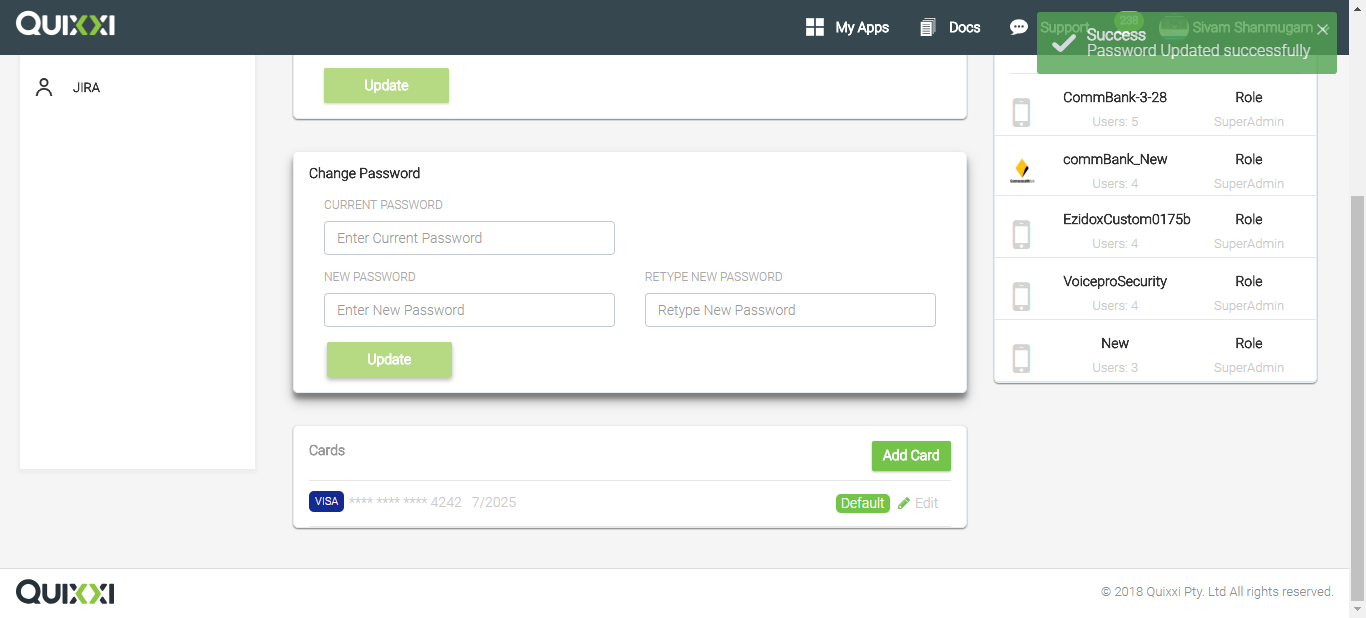 QUIXXI
My Apps
Docs
Support
238
Sivam Shanmugam
Success
Password Updated successfully
JIRA
Update
Change Password
CURRENT PASSWORD
Enter Current Password
NEW PASSWORD
RETYPE NEW PASSWORD
Enter New Password
Retype New Password
Update
Cards
Add Card
VISA **** **** **** 4242 7/2025
Default
Edit
CommBank-3-28 Role
Users: 5 SuperAdmin
commBank_New Role
Users: 4 SuperAdmin
EzidoxCustom0175b Role
Users: 4 SuperAdmin
VoiceproSecurity Role
Users: 4 SuperAdmin
New Role
Users: 3 SuperAdmin
QUIXXI
© 2018 Quixxi Pty. Ltd All rights reserved.